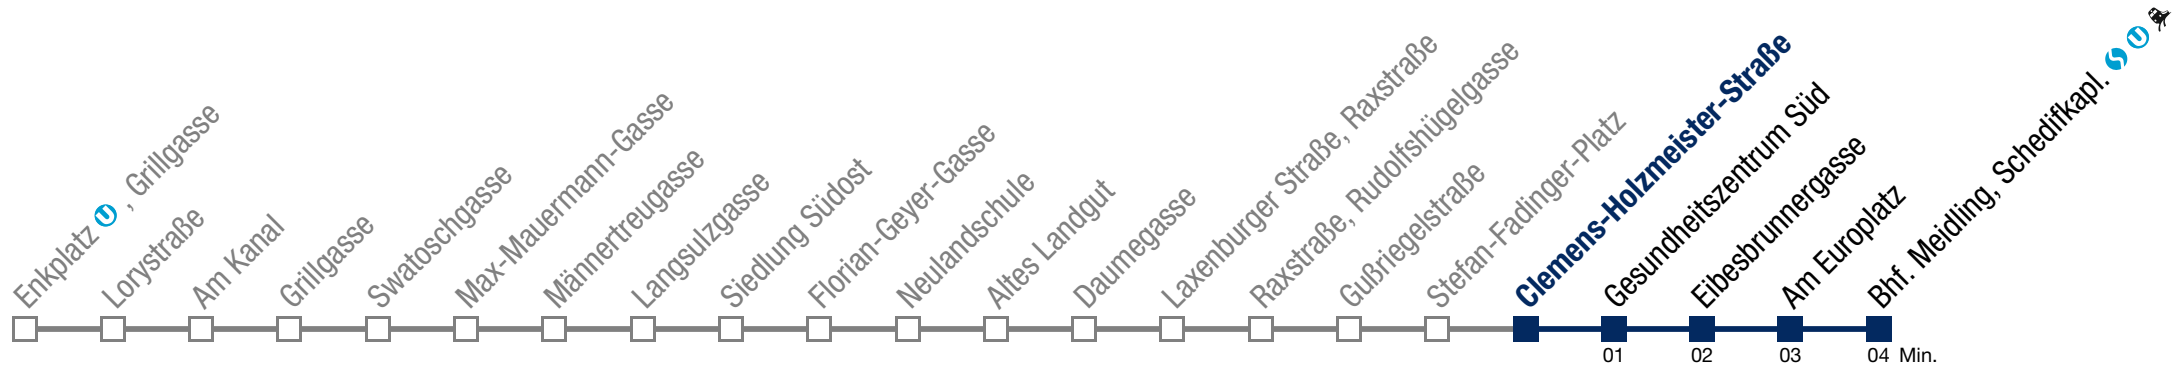 Enkplatz U, Grillgasse
Lorystraße
Am Kanal
Grillgasse
Swatoschgasse
Max-Mauermann-Gasse
Männertreugasse
Langsulzgasse
Siedlung Südost
Florian-Geyer-Gasse
Neulandschule
Altes Landgut
Daumegasse
Laxenburger Straße, Raxstraße
Raxstraße, Rudolfshügelgasse
Gußriegelstraße
Stefan-Fadinger-Platz
Clemens-Holzmeister-Straße
Gesundheitszentrum Süd
Eibesbrunnergasse
Am Europlatz
Bhf. Meidling, Schedifkapl. S U
01 02 03 04 Min.